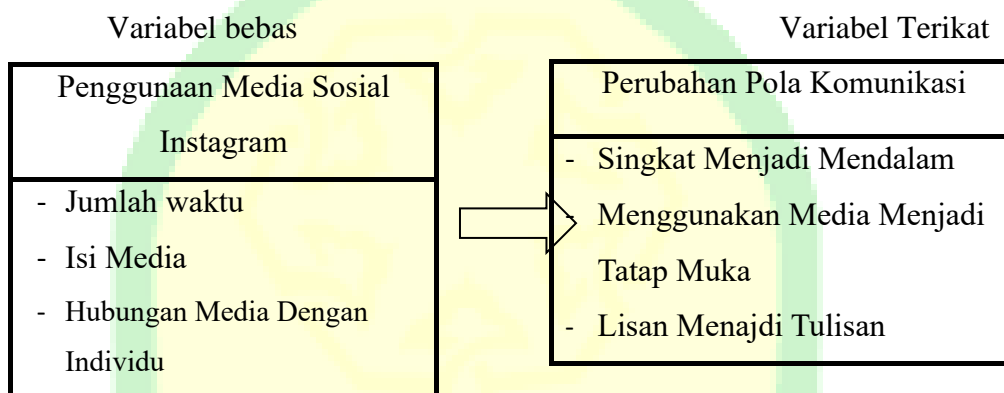 Variabel bebas
Penggunaan Media Sosial
Instagram
- Jumlah waktu
- Isi Media
- Hubungan Media Dengan
Individu
Variabel Terikat
Perubahan Pola Komunikasi
- Singkat Menjadi Mendalam
- Menggunakan Media Menjadi
Tatap Muka
- Lisan Menajdi Tulisan